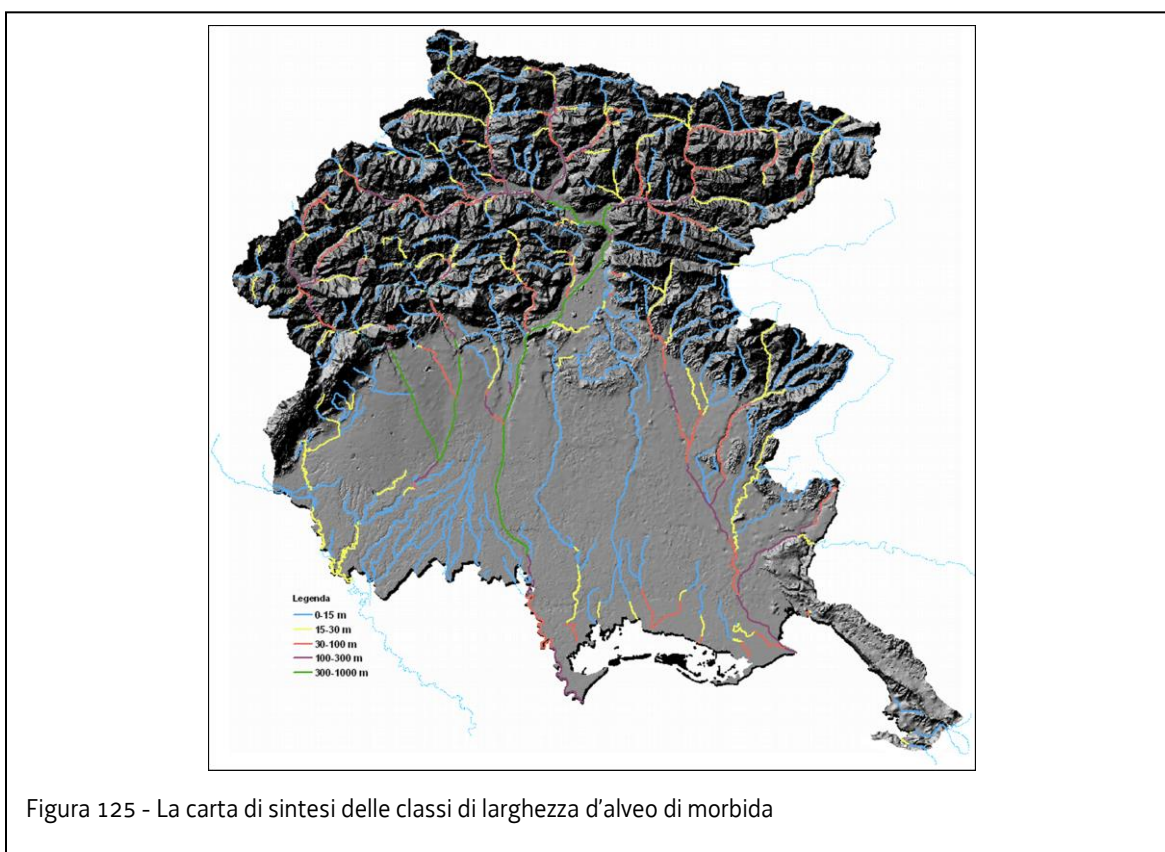 Legenda
0-15 m
15-30 m
30-100 m
100-300 m
300-1000 m
Figura 125 - La carta di sintesi delle classi di larghezza d'alveo di morbida